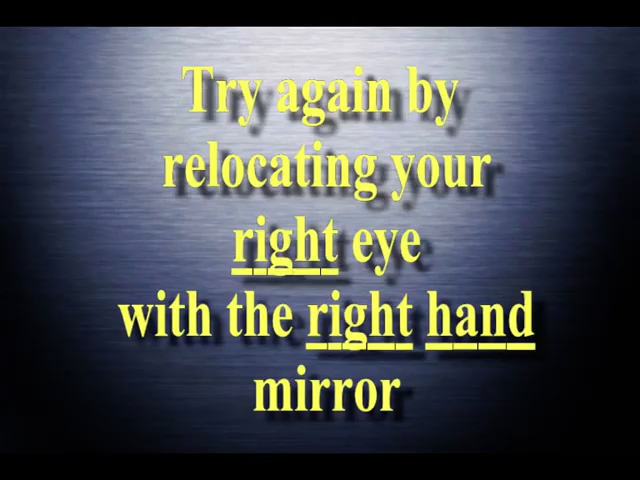 Try again by
relocating your
right eye
with the right hand
mirror